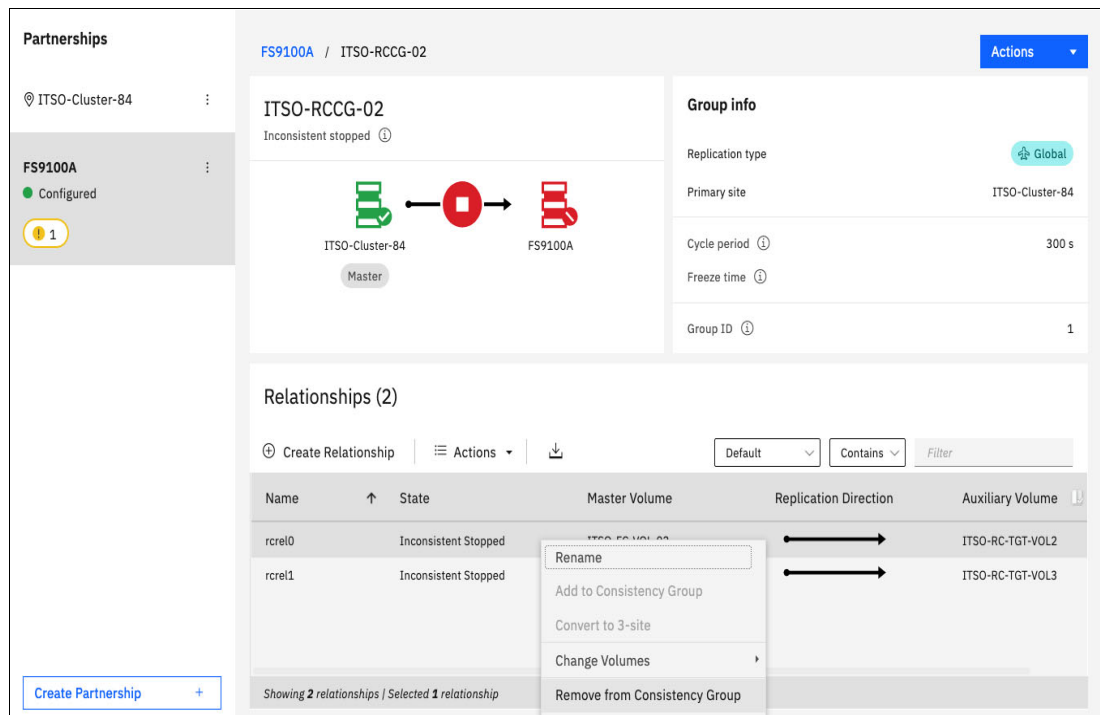 Partnerships
ITSO-Cluster-84
FS9100A
Configured
1
Create Partnership +
FS9100A / ITSO-RCCG-02
Actions
ITSO-RCCG-02
Inconsistent stopped
ITSO-Cluster-84
FS9100A
Master
Group info
Replication type Global
Primary site ITSO-Cluster-84
Cycle period 300 s
Freeze time
Group ID 1
Relationships (2)
Create Relationship Actions Default Contains Filter
Name State Master Volume Replication Direction Auxiliary Volume
rcrel0 Inconsistent Stopped ITSO-RC-TGT-VOL2
rcrel1 Inconsistent Stopped ITSO-RC-TGT-VOL3
Rename
Add to Consistency Group
Convert to 3-site
Change Volumes
Remove from Consistency Group
Showing 2 relationships | Selected 1 relationship